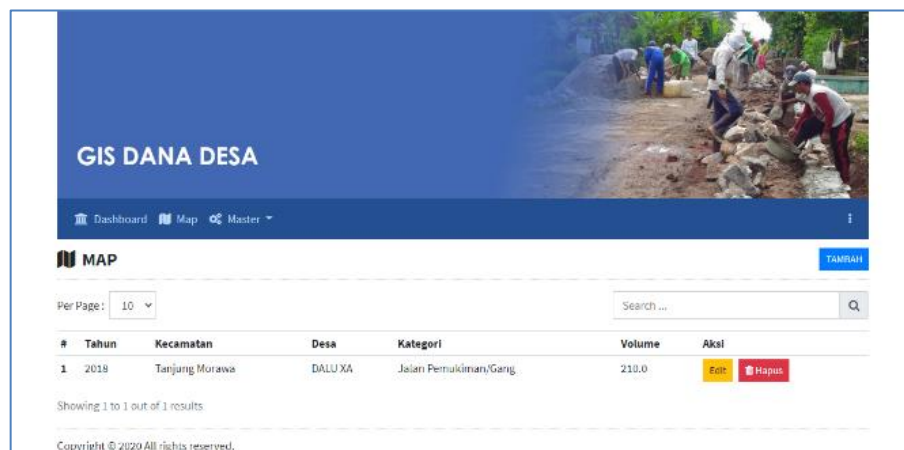 GIS DANA DESA
Dashboard Map Master
MAP
TAMBAH
Per Page : 10
Search ...
# Tahun Kecamatan Desa Kategori Volume Aksi
1 2018 Tanjung Morawa DALU XA Jalan Pemukiman/Gang 210.0 Edit Hapus
Showing 1 to 1 out of 1 results
Copyright © 2020 All rights reserved.